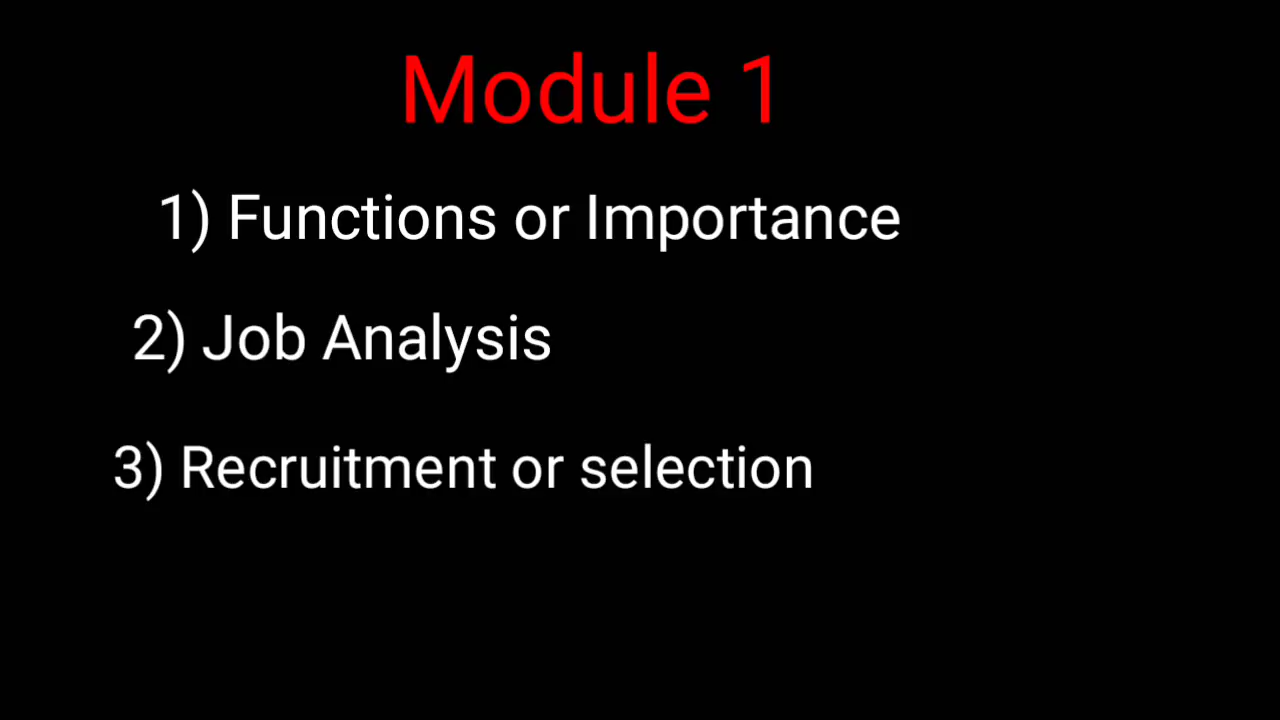 Module 1
1) Functions or Importance
2) Job Analysis
3) Recruitment or selection